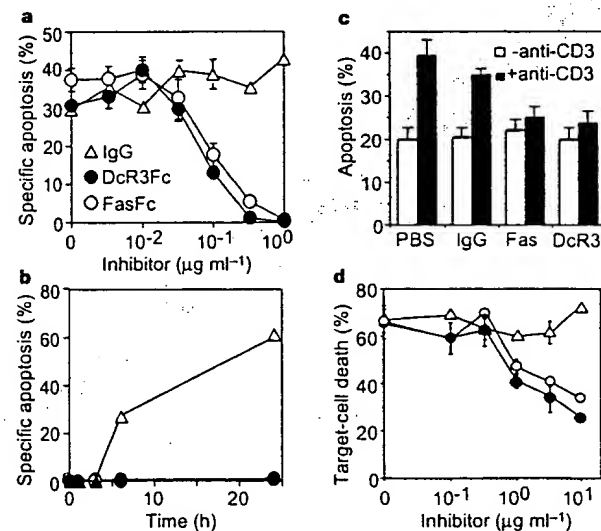 a
Specific apoptosis (%)
50
40
30
20
10
0
IgG
DcR3Fc
FasFc
0 10-2 10-1 100
Inhibitor (μg ml–1)
c
Apoptosis (%)
40
30
20
10
-anti-CD3
+anti-CD3
PBS IgG Fas DcR3
b
Specific apoptosis (%)
80
60
40
20
0
0 10 20
Time (h)
d
Target-cell death (%)
80
60
40
20
0
0 10-1 100 101
Inhibitor (μg ml–1)